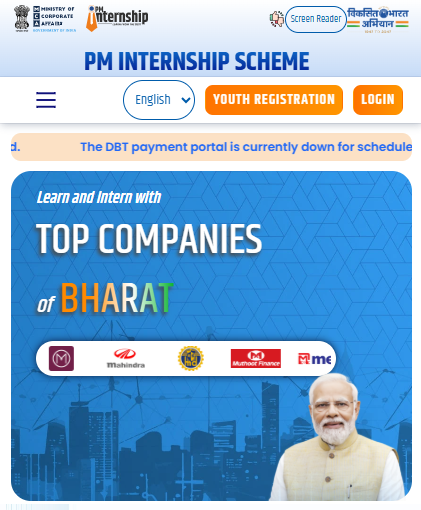 MINISTRY OF
CORPORATE
AFFAIRS
GOVERNMENT OF INDIA
PM
Internship
Screen Reader
विकसित भारत
अभियान
PM INTERNSHIP SCHEME
English
YOUTH REGISTRATION
LOGIN
d. The DBT payment portal is currently down for schedule
Learn and Intern with
TOP COMPANIES
of BHARAT
Mahindra
Muthoot Finance
me